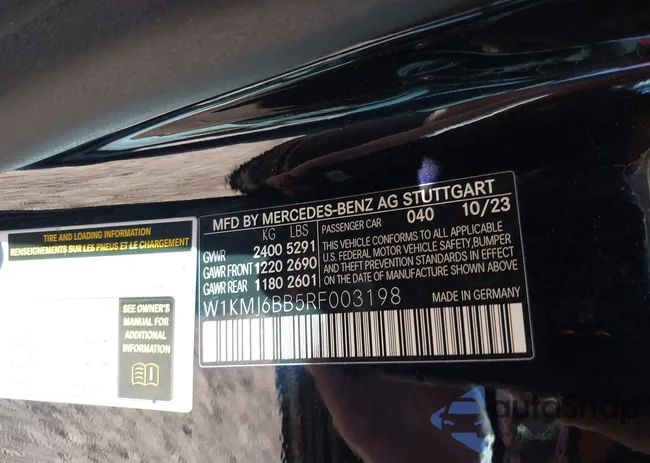 MFD BY MERCEDES-BENZ AG STUTTGART
KG LBS
GVWR 2400 5291
GAWR FRONT 1220 2690
GAWR REAR 1180 2601
PASSENGER CAR 040 10/23
THIS VEHICLE CONFORMS TO ALL APPLICABLE
U.S. FEDERAL MOTOR VEHICLE SAFETY, BUMPER
AND THEFT PREVENTION STANDARDS IN EFFECT
ON THE DATE OF MANUFACTURE SHOWN ABOVE.
W1KMJ6BB5RF003198 MADE IN GERMANY
TIRE AND LOADING INFORMATION
RENSEIGNEMENTS SUR LES PNEUS ET LE CHARGEMENT
SEE OWNER'S
MANUAL FOR
ADDITIONAL
INFORMATION
autoSnap